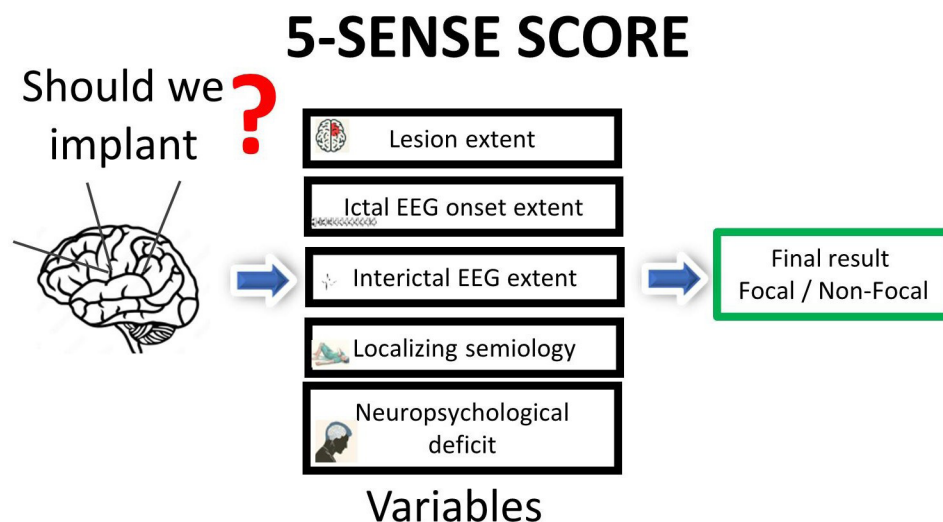 5-SENSE SCORE
Should we
implant
?
Lesion extent
Ictal EEG onset extent
Interictal EEG extent
Localizing semiology
Neuropsychological
deficit
Variables
Final result
Focal / Non-Focal